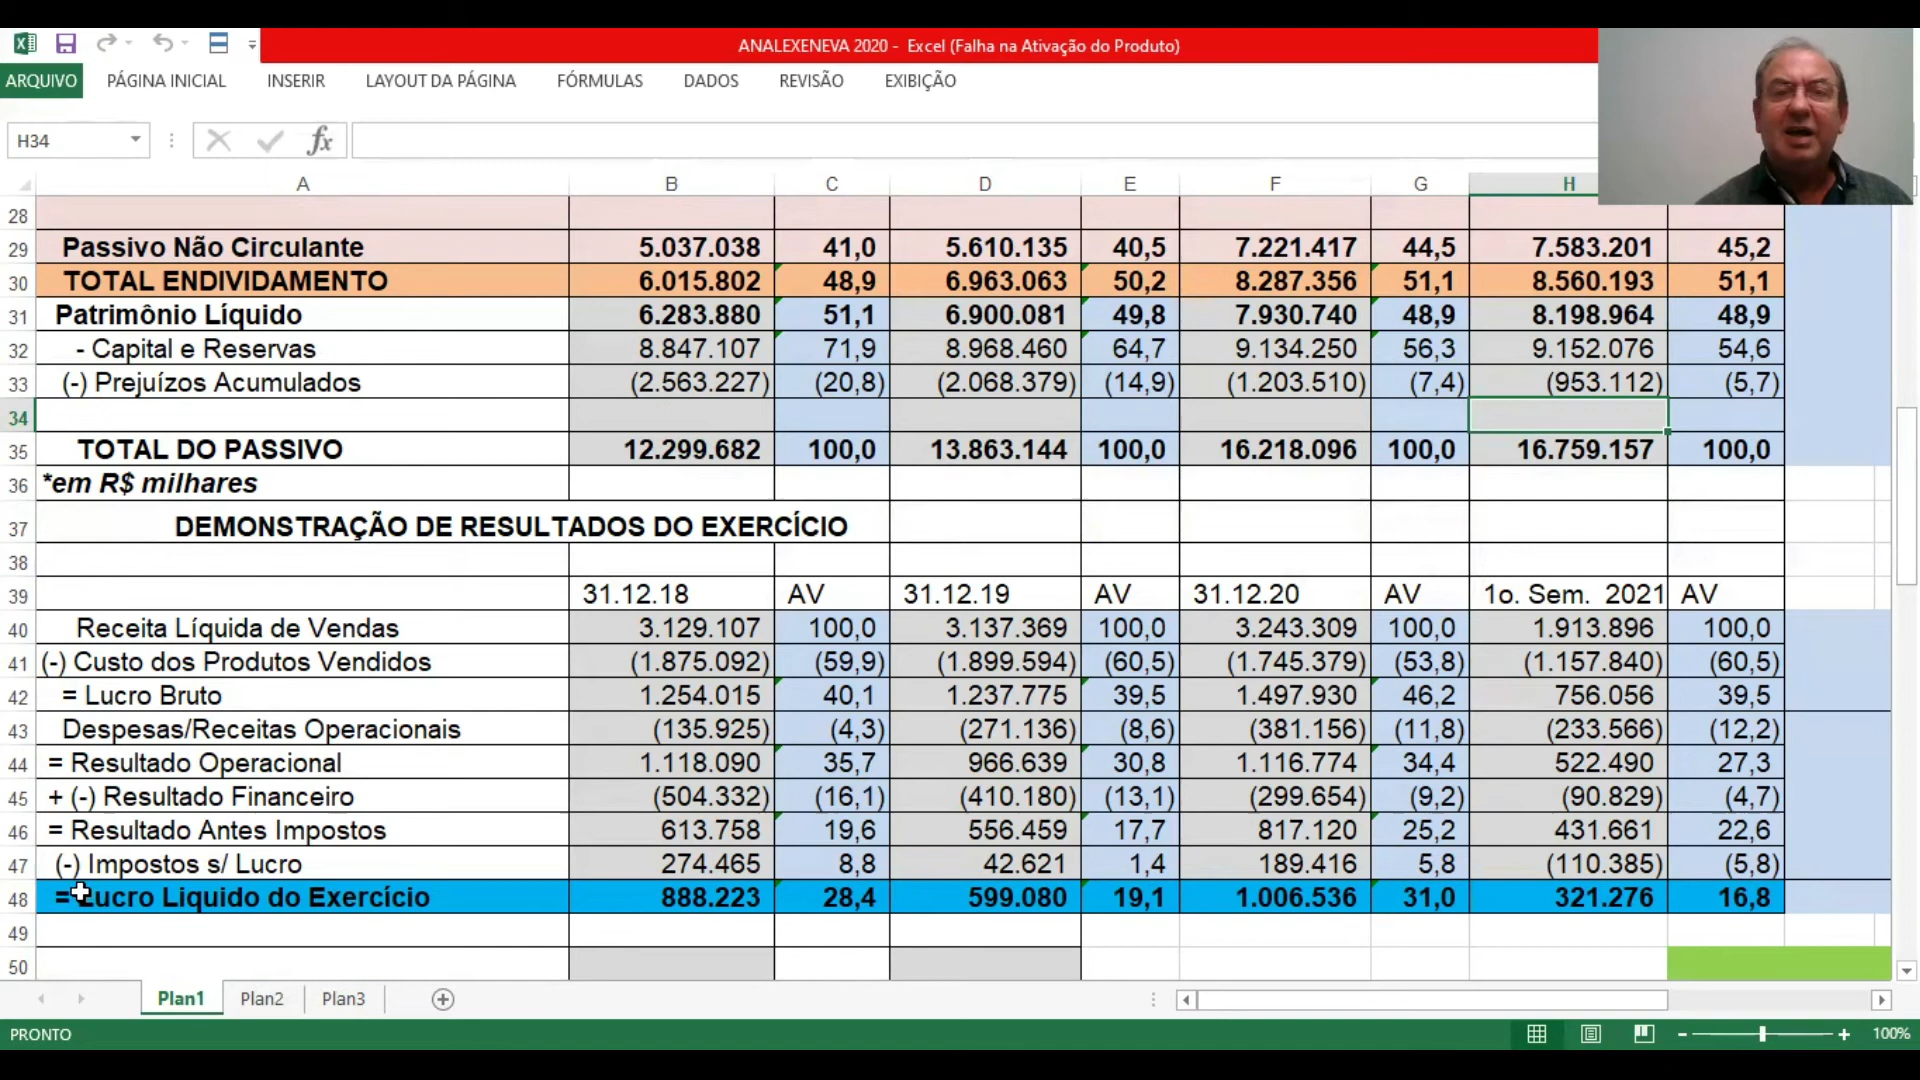 ANALEXENEVA 2020 - Excel (Falha na Ativação do Produto)
ARQUIVO PÁGINA INICIAL INSERIR LAYOUT DA PÁGINA FÓRMULAS DADOS REVISÃO EXIBIÇÃO
H34 fx
A B C D E F G H
28
29 Passivo Não Circulante 5.037.038 41,0 5.610.135 40,5 7.221.417 44,5 7.583.201 45,2
30 TOTAL ENDIVIDAMENTO 6.015.802 48,9 6.963.063 50,2 8.287.356 51,1 8.560.193 51,1
31 Patrimônio Líquido 6.283.880 51,1 6.900.081 49,8 7.930.740 48,9 8.198.964 48,9
32 - Capital e Reservas 8.847.107 71,9 8.968.460 64,7 9.134.250 56,3 9.152.076 54,6
33 (-) Prejuízos Acumulados (2.563.227) (20,8) (2.068.379) (14,9) (1.203.510) (7,4) (953.112) (5,7)
34
35 TOTAL DO PASSIVO 12.299.682 100,0 13.863.144 100,0 16.218.096 100,0 16.759.157 100,0
36 *em R$ milhares
37 DEMONSTRAÇÃO DE RESULTADOS DO EXERCÍCIO
38
39 31.12.18 AV 31.12.19 AV 31.12.20 AV 1o. Sem. 2021 AV
40 Receita Líquida de Vendas 3.129.107 100,0 3.137.369 100,0 3.243.309 100,0 1.913.896 100,0
41 (-) Custo dos Produtos Vendidos (1.875.092) (59,9) (1.899.594) (60,5) (1.745.379) (53,8) (1.157.840) (60,5)
42 = Lucro Bruto 1.254.015 40,1 1.237.775 39,5 1.497.930 46,2 756.056 39,5
43 Despesas/Receitas Operacionais (135.925) (4,3) (271.136) (8,6) (381.156) (11,8) (233.566) (12,2)
44 = Resultado Operacional 1.118.090 35,7 966.639 30,8 1.116.774 34,4 522.490 27,3
45 + (-) Resultado Financeiro (504.332) (16,1) (410.180) (13,1) (299.654) (9,2) (90.829) (4,7)
46 = Resultado Antes Impostos 613.758 19,6 556.459 17,7 817.120 25,2 431.661 22,6
47 (-) Impostos s/ Lucro 274.465 8,8 42.621 1,4 189.416 5,8 (110.385) (5,8)
48 = Lucro Liquido do Exercício 888.223 28,4 599.080 19,1 1.006.536 31,0 321.276 16,8
49
50
Plan1 Plan2 Plan3
PRONTO 100%